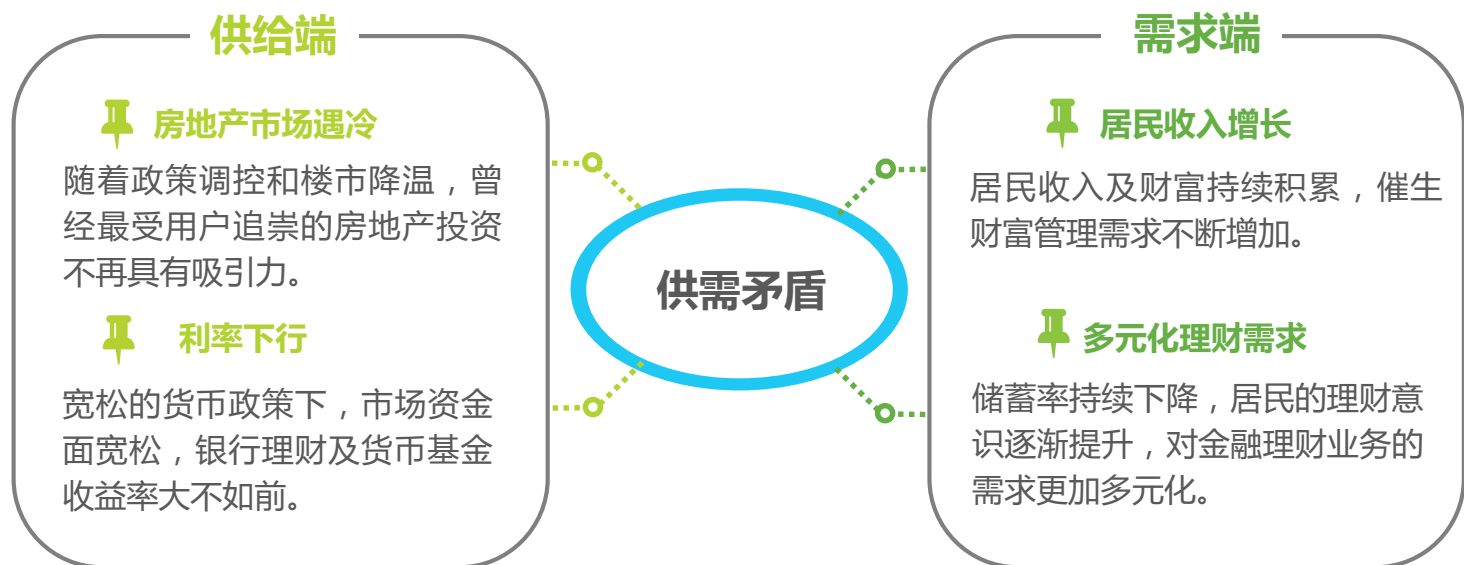 供给端
房地产市场遇冷
随着政策调控和楼市降温，曾
经最受用户追崇的房地产投资
不再具有吸引力。
利率下行
宽松的货币政策下，市场资金
面宽松，银行理财及货币基金
收益率大不如前。
供需矛盾
需求端
居民收入增长
居民收入及财富持续积累，催生
财富管理需求不断增加。
多元化理财需求
储蓄率持续下降，居民的理财意
识逐渐提升，对金融理财业务的
需求更加多元化。